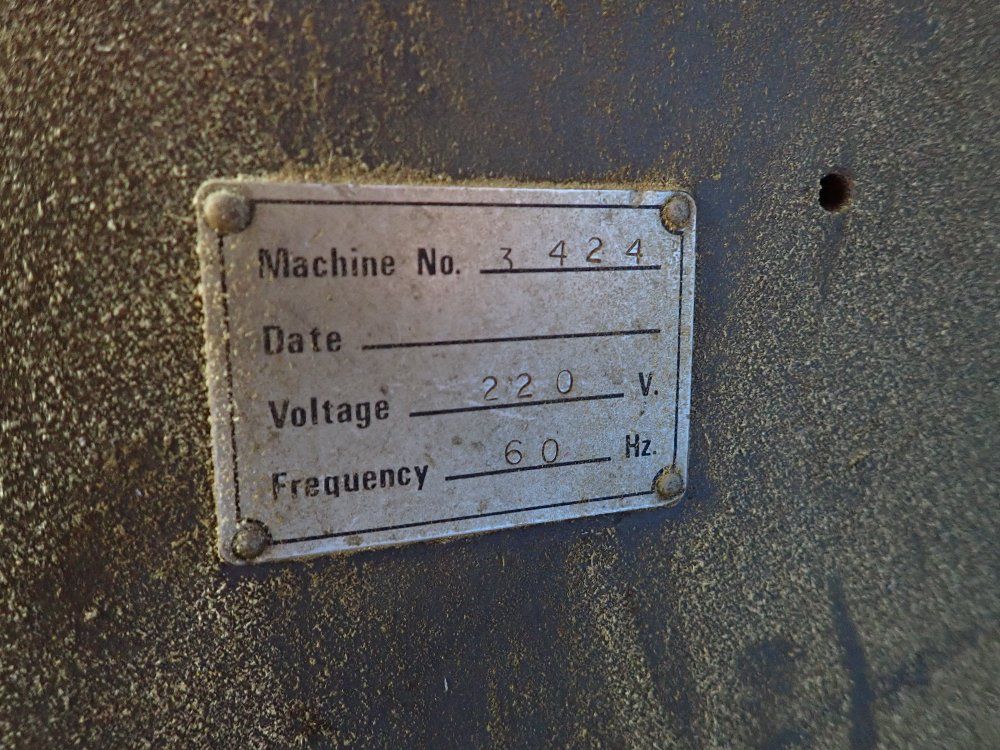 Machine No. 3 424
Date
Voltage 220 V.
Frequency 60 Hz.